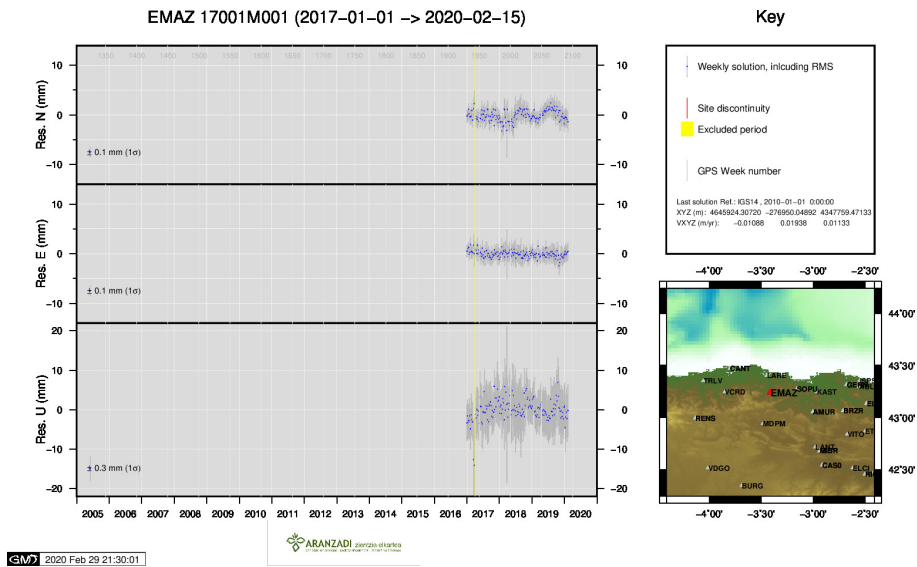 EMAZ 17001M001 (2017−01−01 −> 2020−02−15)
Key
1350 1400 1450 1500 1550 1600 1650 1700 1750 1800 1850 1900 1950 2000 2050 2100
Res. N (mm)
10 0 −10
10 0 −10
± 0.1 mm (1σ)
Res. E (mm)
10 0 −10
10 0 −10
± 0.1 mm (1σ)
Res. U (mm)
20 10 0 −10 −20
20 10 0 −10 −20
± 0.3 mm (1σ)
2005 2006 2007 2008 2009 2010 2011 2012 2013 2014 2015 2016 2017 2018 2019 2020
Weekly solution, inlcuding RMS
Site discontinuity
Excluded period
GPS Week number
Last solution Ref.: IGS14 , 2010−01−01 0:00:00
XYZ (m): 4645924.30720 −276950.04892 4347759.47133
VXYZ (m/yr): −0.01088 0.01938 0.01133
−4°00' −3°30' −3°00' −2°30'
44°00'
43°30'
43°00'
42°30'
CANT
LARE
TRLV
VCRD
EMAZ
SOPU
KAST
RENS
MDPM
AMUR
BRZR
VITO
LANT
VDGO
CAS0
ELCI
BURG
−4°00' −3°30' −3°00' −2°30'
ARANZADI zientzia elkartea
GMT 2020 Feb 29 21:30:01